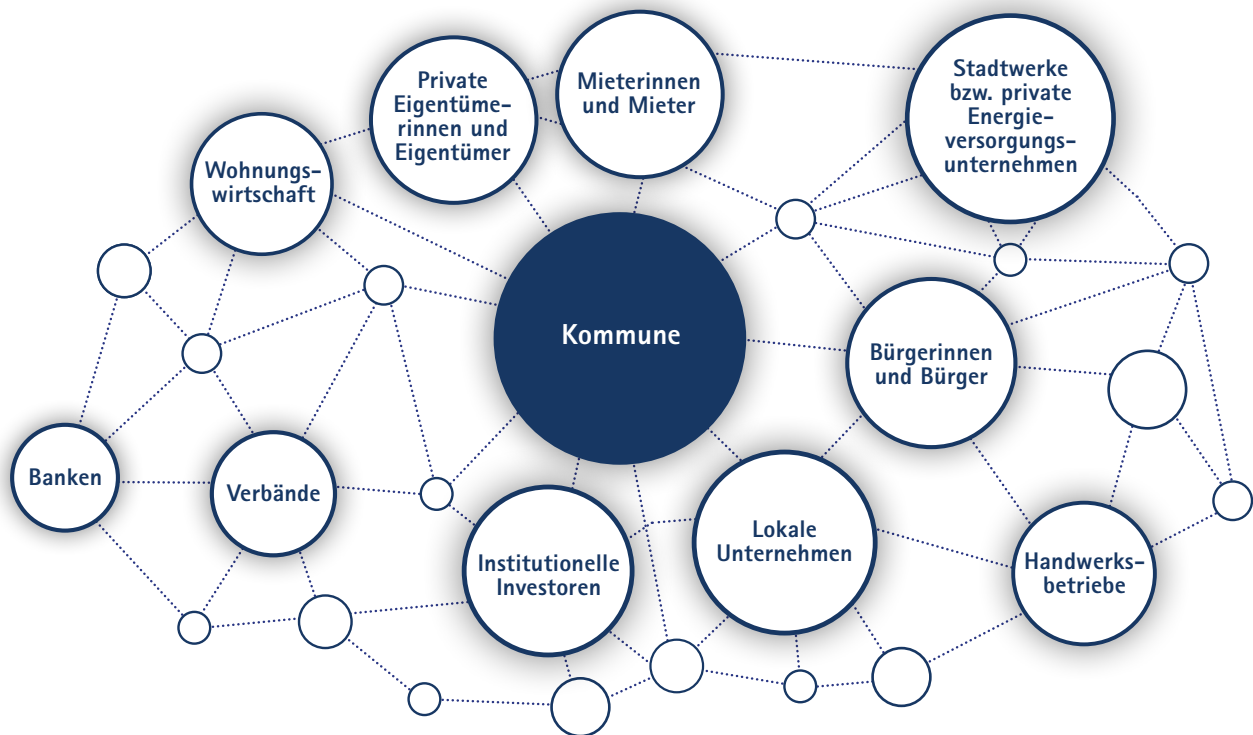 Private
Eigentüme-
rinnen und
Eigentümer
Mieterinnen
und Mieter
Stadtwerke
bzw. private
Energie-
versorgungs-
unternehmen
Wohnungs-
wirtschaft
Kommune
Bürgerinnen
und Bürger
Banken
Verbände
Institutionelle
Investoren
Lokale
Unternehmen
Handwerks-
betriebe